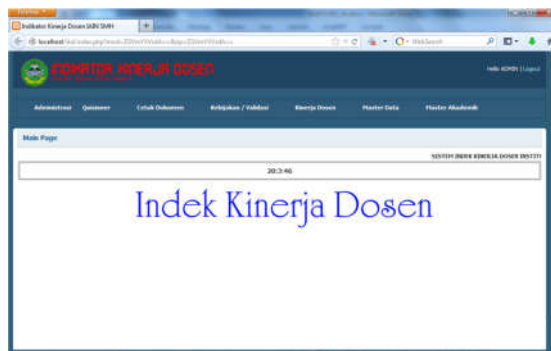 Indikator Kinerja Dosen IAIN SMH
localhost
INDIKATOR KINERJA DOSEN
Hello ADMIN | Logout
Administrasi Quisioner Cetak Dokumen Kebijakan / Validasi Kinerja Dosen Master Data Master Akademik
Main Page
SISTEM INDEK KINERJA DOSEN INSTITI
20:3:46
Indek Kinerja Dosen